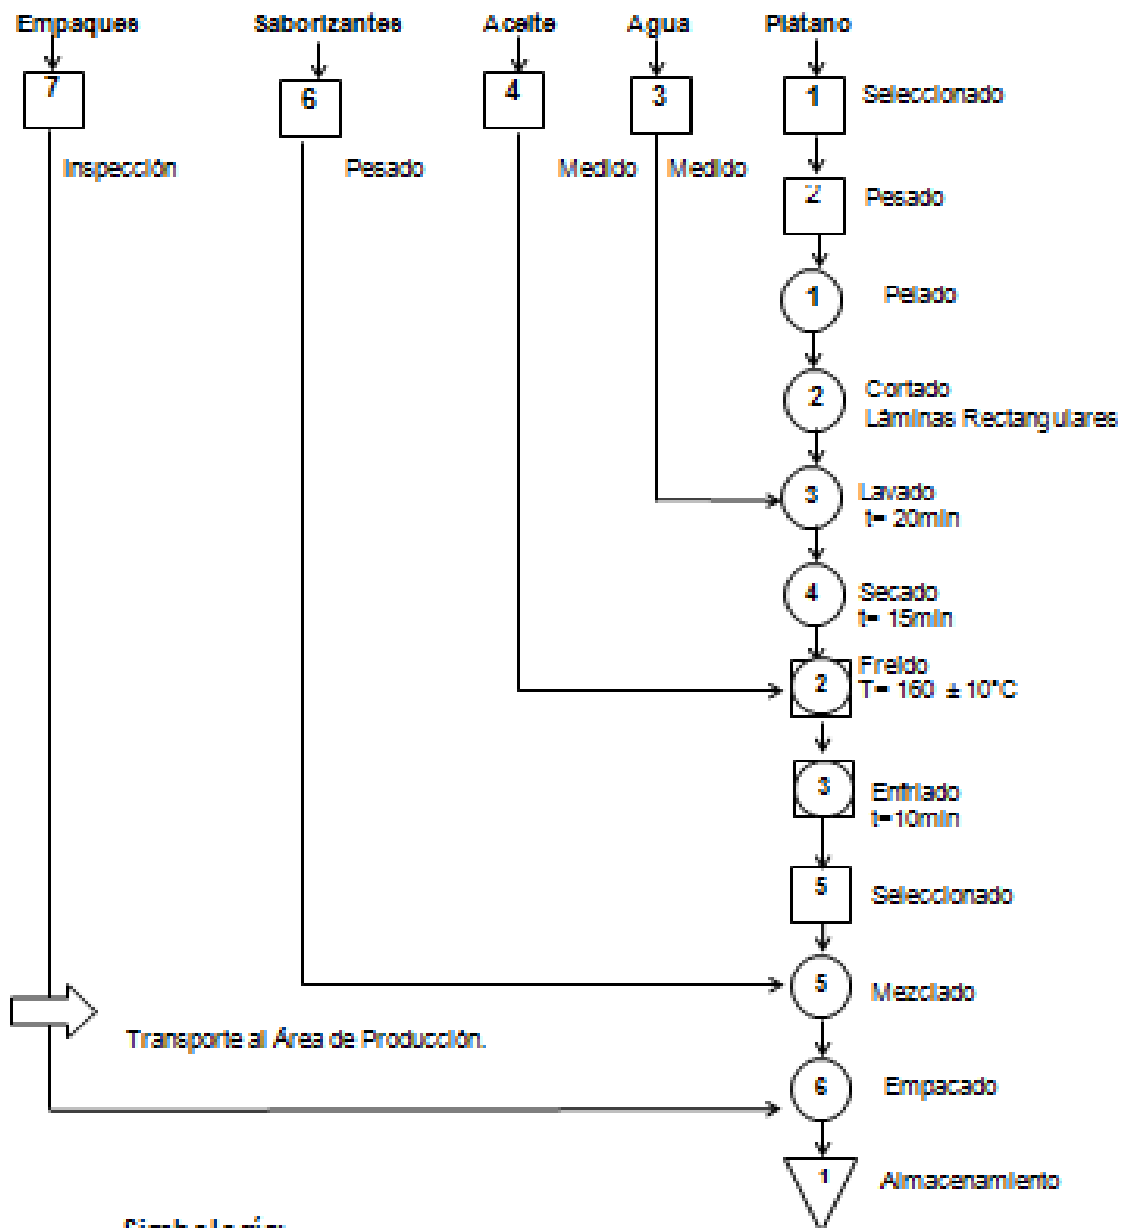 Empaques Saborizantes Aceite Agua Plátano
7 6 4 3 1 Seleccionado
Inspección Pesado Medido Medido
2 Pesado
1 Pelado
2 Cortado
Láminas Rectangulares
3 Lavado
t= 20min
4 Secado
t= 15min
2 Freído
T= 160 ± 10°C
3 Enfriado
t=10min
5 Seleccionado
5 Mezclado
Transporte al Área de Producción.
6 Empacado
1 Almacenamiento
Simbología: